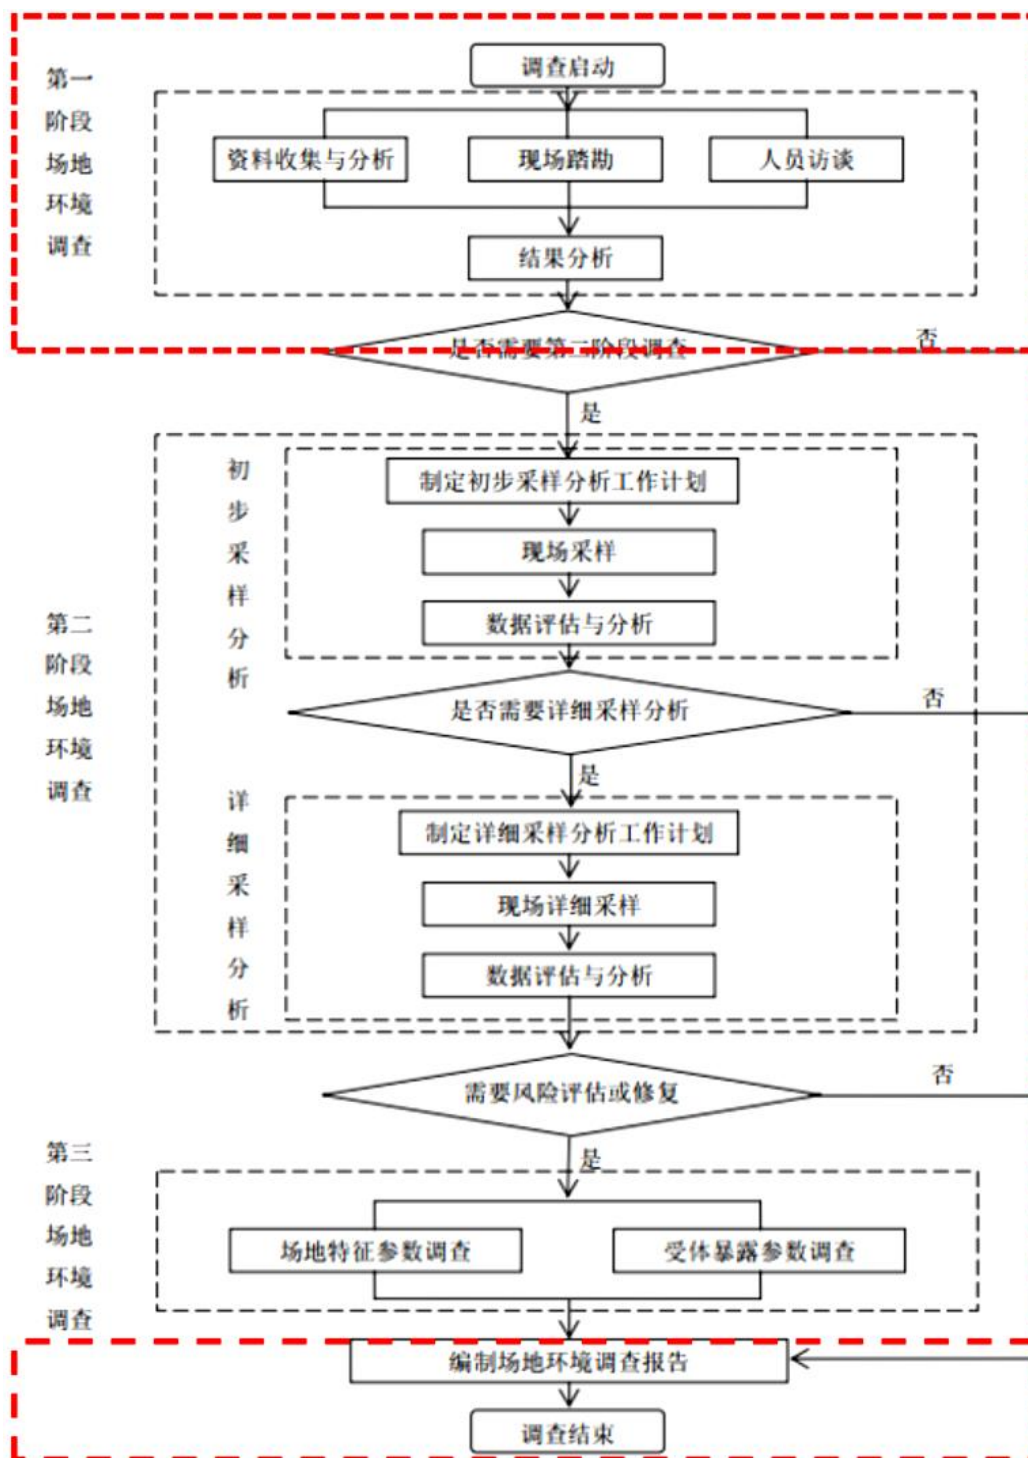 调查启动
第一
阶段
场地
环境
调查
资料收集与分析
现场踏勘
人员访谈
结果分析
是否需要第二阶段调查
否
是
第二
阶段
场地
环境
调查
初
步
采
样
分
析
制定初步采样分析工作计划
现场采样
数据评估与分析
是否需要详细采样分析
否
是
详
细
采
样
分
析
制定详细采样分析工作计划
现场详细采样
数据评估与分析
需要风险评估或修复
否
是
第三
阶段
场地
环境
调查
场地特征参数调查
受体暴露参数调查
编制场地环境调查报告
调查结束